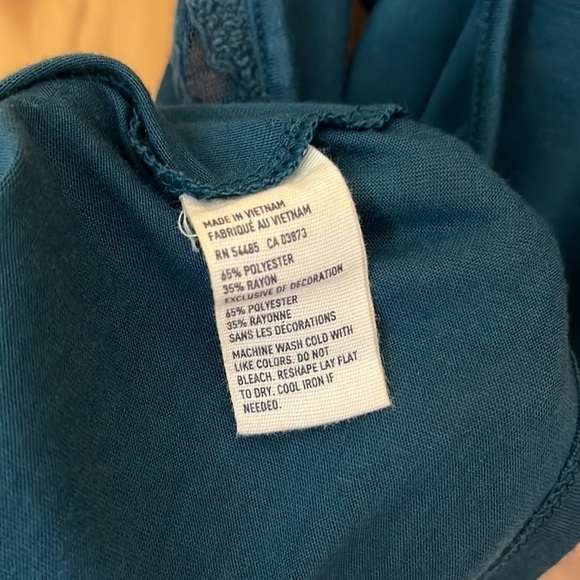 MADE IN VIETNAM
FABRIQUÉ AU VIETNAM
RN 54485 CA 03873
65% POLYESTER
35% RAYON
EXCLUSIVE OF DECORATION
65% POLYESTER
35% RAYONNE
SANS LES DÉCORATIONS
MACHINE WASH COLD WITH
LIKE COLORS. DO NOT
BLEACH. RESHAPE LAY FLAT
TO DRY. COOL IRON IF
NEEDED.